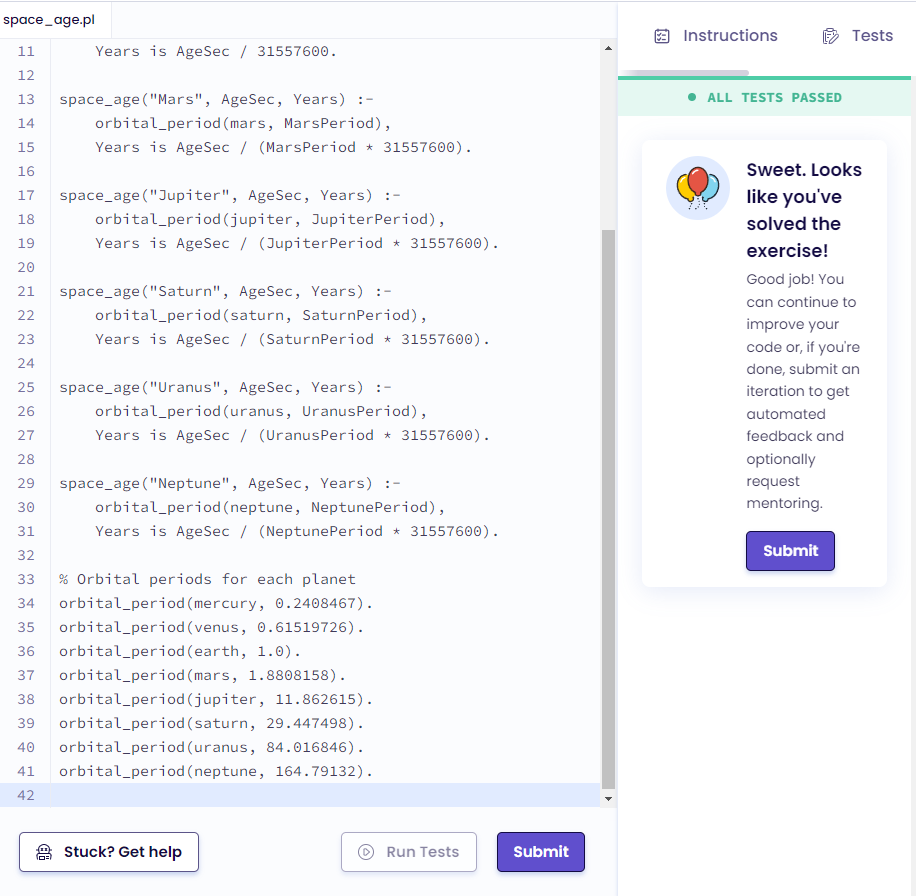 space_age.pl
11 Years is AgeSec / 31557600.
12
13 space_age("Mars", AgeSec, Years) :-
14 orbital_period(mars, MarsPeriod),
15 Years is AgeSec / (MarsPeriod * 31557600).
16
17 space_age("Jupiter", AgeSec, Years) :-
18 orbital_period(jupiter, JupiterPeriod),
19 Years is AgeSec / (JupiterPeriod * 31557600).
20
21 space_age("Saturn", AgeSec, Years) :-
22 orbital_period(saturn, SaturnPeriod),
23 Years is AgeSec / (SaturnPeriod * 31557600).
24
25 space_age("Uranus", AgeSec, Years) :-
26 orbital_period(uranus, UranusPeriod),
27 Years is AgeSec / (UranusPeriod * 31557600).
28
29 space_age("Neptune", AgeSec, Years) :-
30 orbital_period(neptune, NeptunePeriod),
31 Years is AgeSec / (NeptunePeriod * 31557600).
32
33 % Orbital periods for each planet
34 orbital_period(mercury, 0.2408467).
35 orbital_period(venus, 0.61519726).
36 orbital_period(earth, 1.0).
37 orbital_period(mars, 1.8808158).
38 orbital_period(jupiter, 11.862615).
39 orbital_period(saturn, 29.447498).
40 orbital_period(uranus, 84.016846).
41 orbital_period(neptune, 164.79132).
42
Stuck? Get help
Run Tests
Submit
Instructions
Tests
ALL TESTS PASSED
Sweet. Looks
like you've
solved the
exercise!
Good job! You
can continue to
improve your
code or, if you're
done, submit an
iteration to get
automated
feedback and
optionally
request
mentoring.
Submit